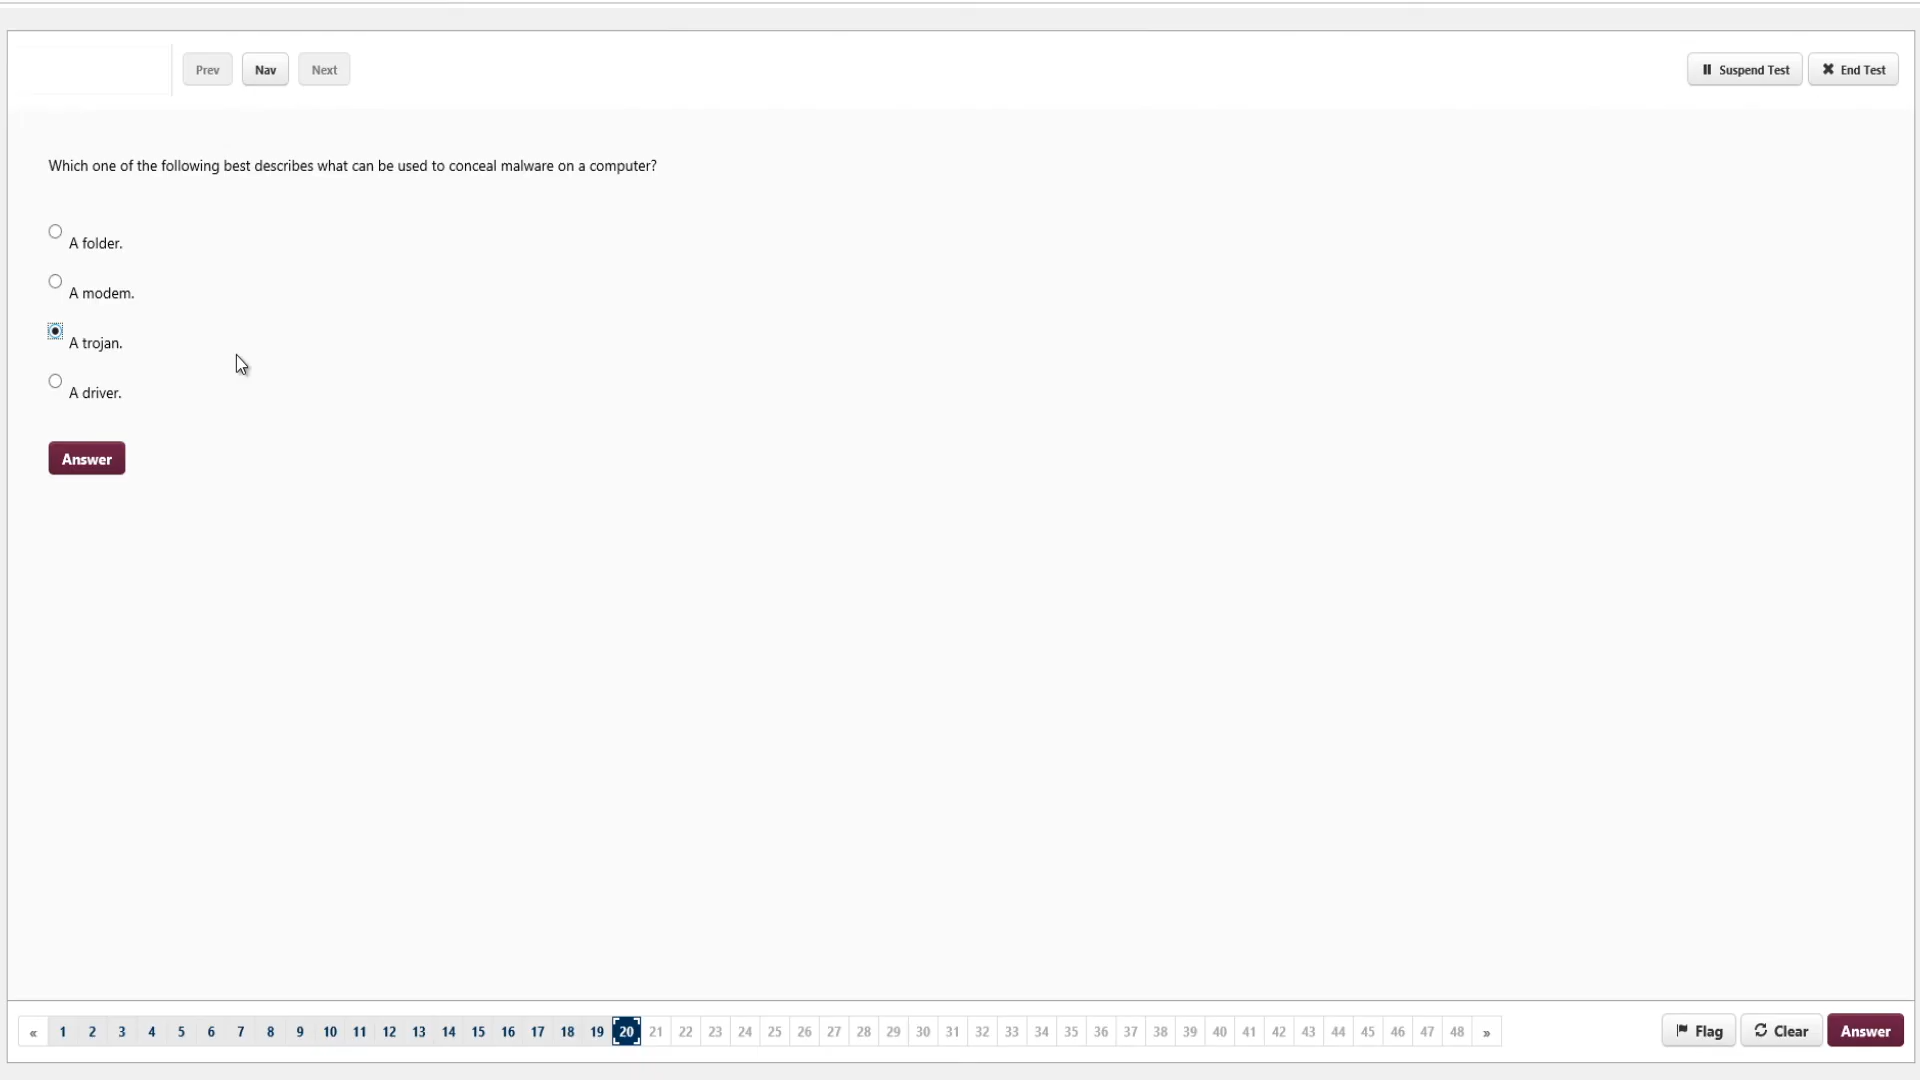 Prev Nav Next Suspend Test End Test
Which one of the following best describes what can be used to conceal malware on a computer?
A folder.
A modem.
A trojan.
A driver.
Answer
« 1 2 3 4 5 6 7 8 9 10 11 12 13 14 15 16 17 18 19 20 21 22 23 24 25 26 27 28 29 30 31 32 33 34 35 36 37 38 39 40 41 42 43 44 45 46 47 48 » Flag Clear Answer